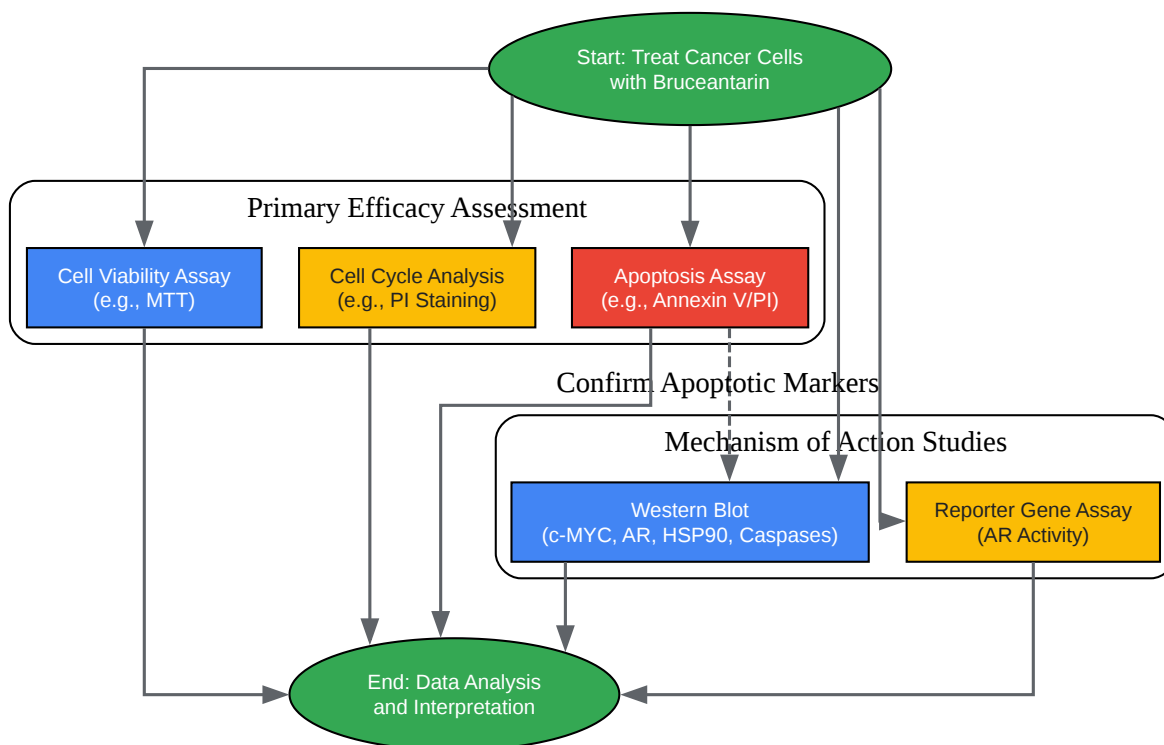 Start: Treat Cancer Cells
with Bruceantarin
Primary Efficacy Assessment
Cell Viability Assay
(e.g., MTT)
Cell Cycle Analysis
(e.g., PI Staining)
Apoptosis Assay
(e.g., Annexin V/PI)
Confirm Apoptotic Markers
Mechanism of Action Studies
Western Blot
(c-MYC, AR, HSP90, Caspases)
Reporter Gene Assay
(AR Activity)
End: Data Analysis
and Interpretation